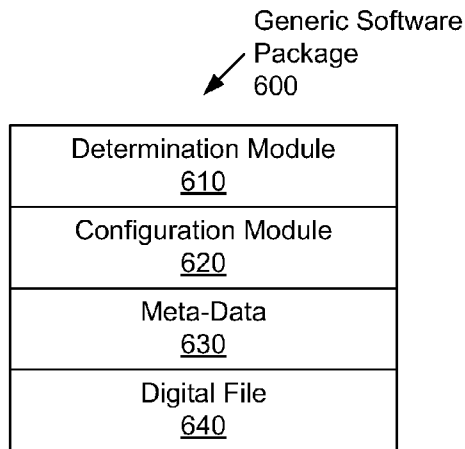 Generic Software
Package
600
Determination Module
610
Configuration Module
620
Meta-Data
630
Digital File
640